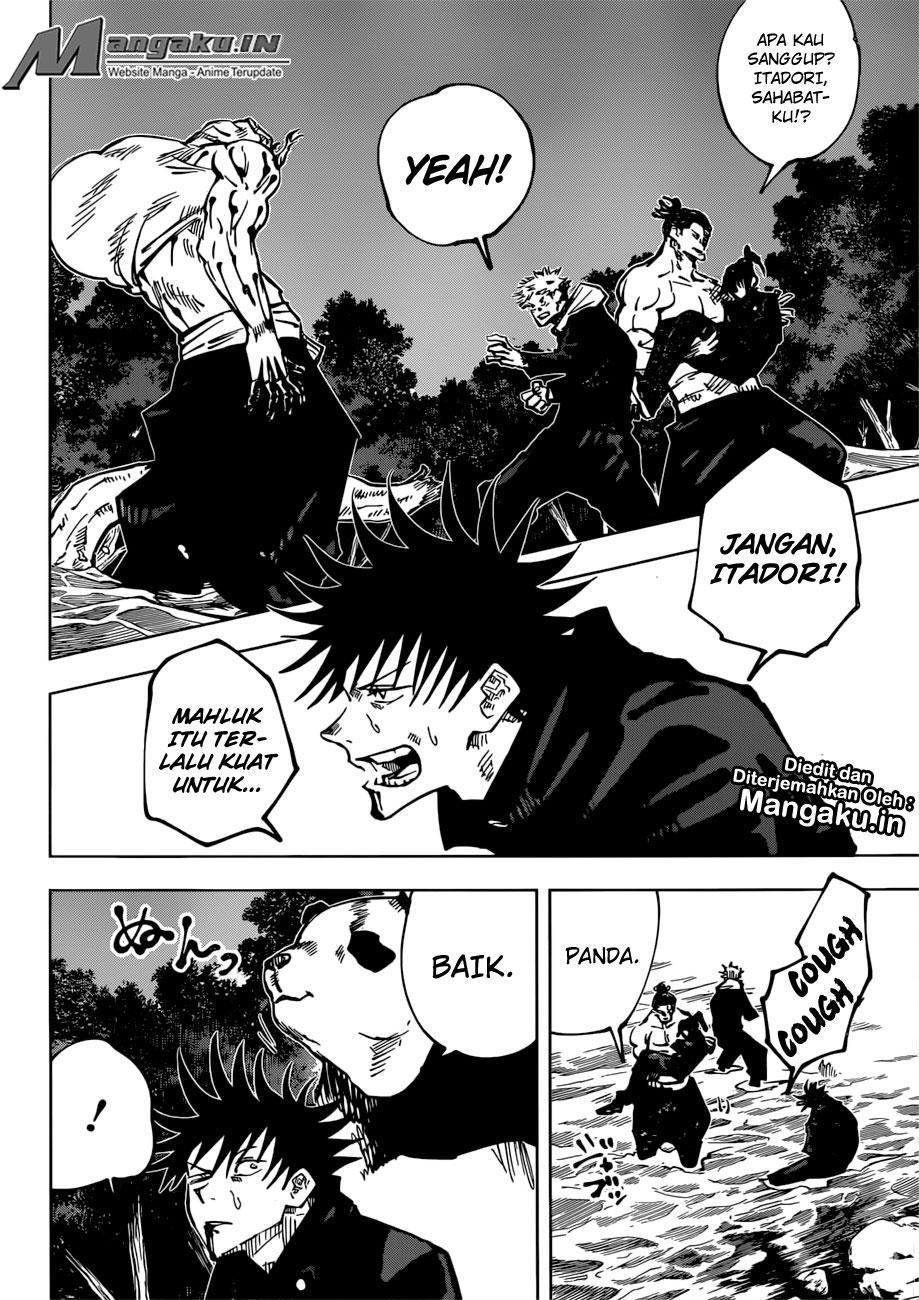 Mangaku.iN
Website Manga - Anime Terupdate
APA KAU
SANGGUP?
ITADORI,
SAHABAT-
KU!?
YEAH!
JANGAN,
ITADORI!
MAHLUK
ITU TER-
LALU KUAT
UNTUK...
Diedit dan
Diterjemahkan Oleh :
Mangaku.in
PANDA.
COUGH
COUGH
BAIK.
ぬんっ
!